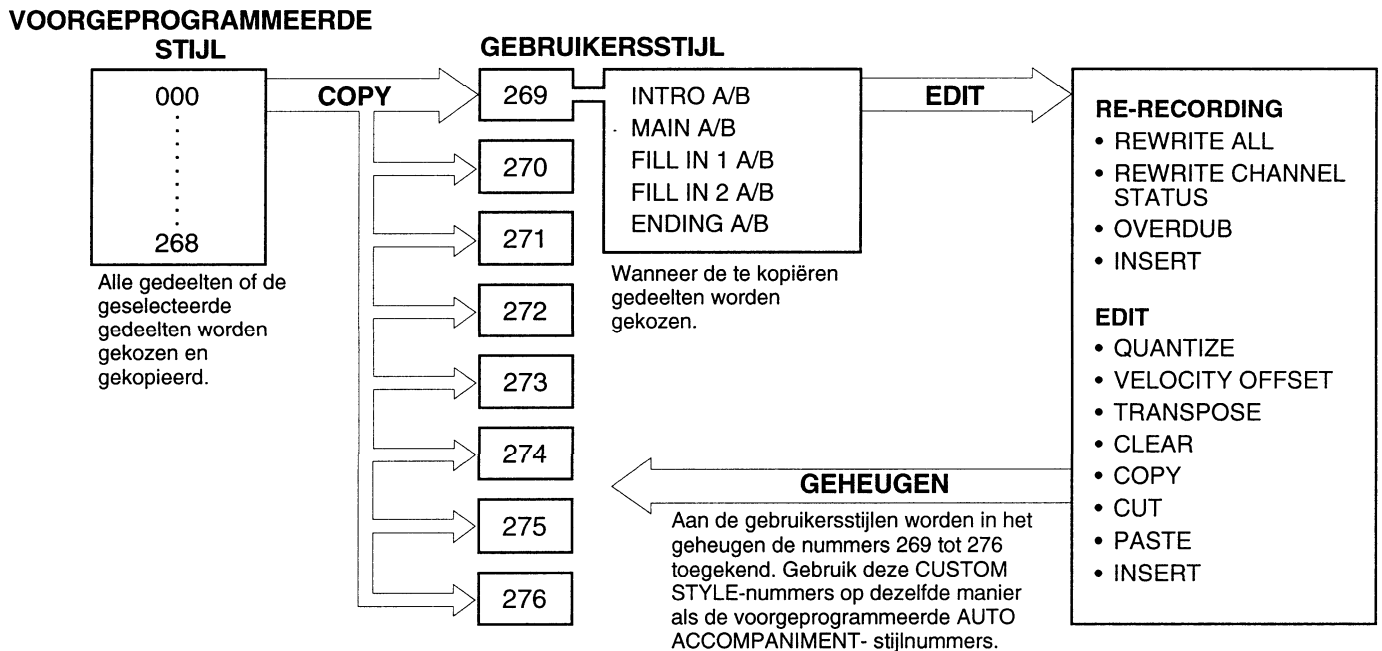 VOORGEPROGRAMMEERDE
STIJL
000
268
Alle gedeelten of de
geselecteerde
gedeelten worden
gekozen en
gekopieerd.
COPY
GEBRUIKERSSTIJL
269
270
271
272
273
274
275
276
INTRO A/B
MAIN A/B
FILL IN 1 A/B
FILL IN 2 A/B
ENDING A/B
Wanneer de te kopiëren
gedeelten worden
gekozen.
EDIT
RE-RECORDING
• REWRITE ALL
• REWRITE CHANNEL
STATUS
• OVERDUB
• INSERT
EDIT
• QUANTIZE
• VELOCITY OFFSET
• TRANSPOSE
• CLEAR
• COPY
• CUT
• PASTE
• INSERT
GEHEUGEN
Aan de gebruikersstijlen worden in het
geheugen de nummers 269 tot 276
toegekend. Gebruik deze CUSTOM
STYLE-nummers op dezelfde manier
als de voorgeprogrammeerde AUTO
ACCOMPANIMENT- stijlnummers.